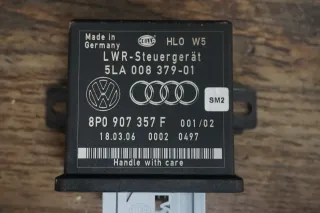 Made in
Germany
HELLA HLO W5
LWR-Steuergerät
5LA 008 379-01
SM2
8P0 907 357 F 001/02
18.03.06 0002 0497
Handle with care